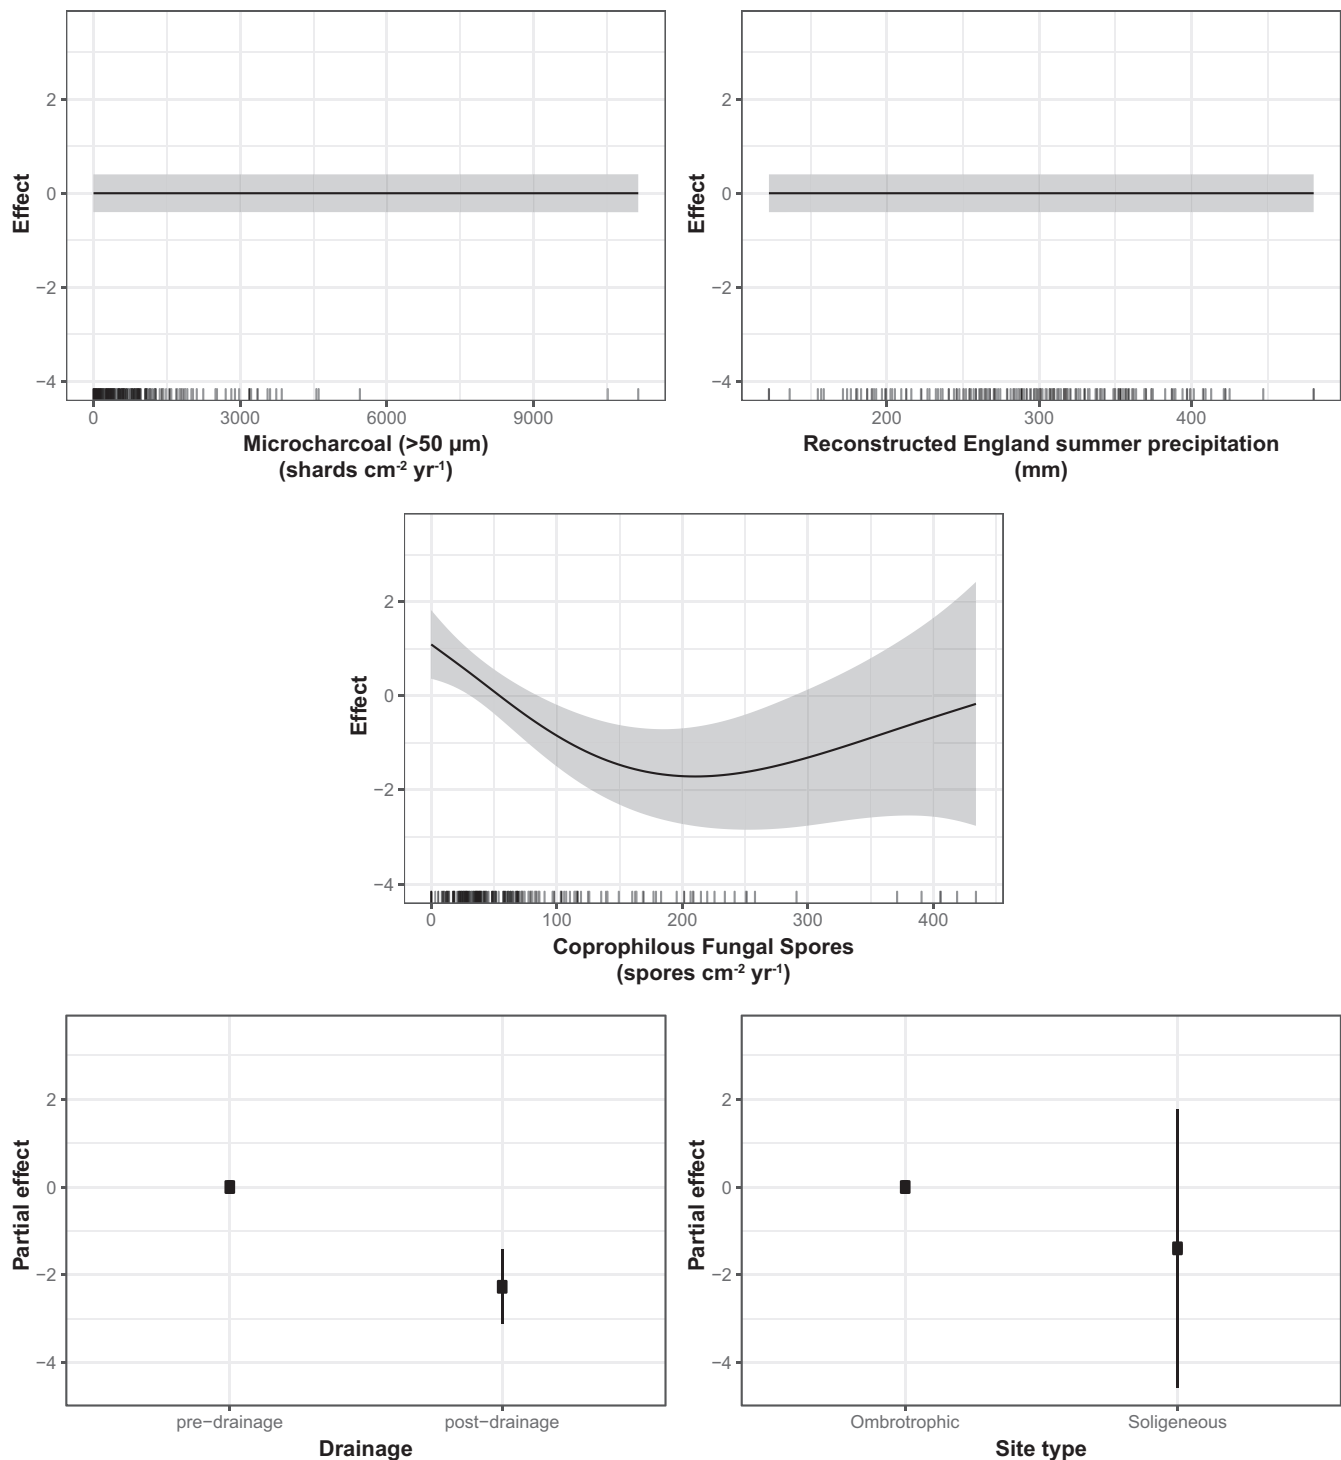 Effect
2
0
−2
−4
0 3000 6000 9000
Microcharcoal (>50 µm)
(shards cm⁻² yr⁻¹)
Effect
2
0
−2
−4
200 300 400
Reconstructed England summer precipitation
(mm)
Effect
2
0
−2
−4
0 100 200 300 400
Coprophilous Fungal Spores
(spores cm⁻² yr⁻¹)
Partial effect
2
0
−2
−4
pre−drainage post−drainage
Drainage
Partial effect
2
0
−2
−4
Ombrotrophic Soligeneous
Site type